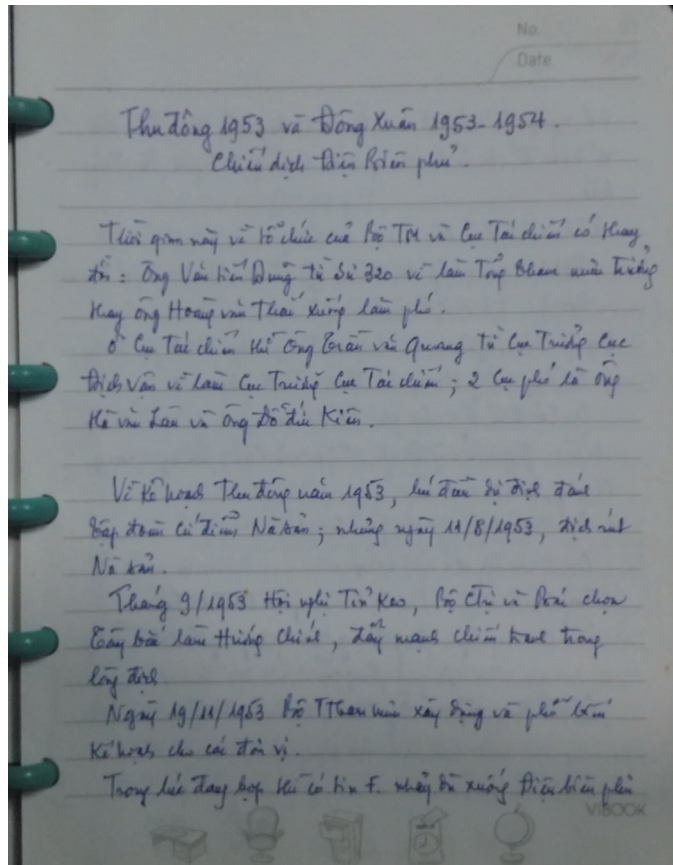 No.
Date
Thu đông 1953 và Đông Xuân 1953-1954.
Chiến dịch Điện Biên phủ.
Thời gian này về tổ chức của Bộ TM và Cục Tác chiến có thay
đổi: Ông Văn tiến Dũng từ Sư 320 về làm Tổng tham mưu trưởng
thay ông Hoàng văn Thái xuống làm phó.
Ở Cục Tác chiến thì Ông Trần văn Quang từ Cục Trưởng Cục
Địch vận về làm Cục Trưởng Cục Tác chiến; 2 Cục phó là ông
Hà văn Lâu và Ông Đỗ đức Kiên.
Về Kế hoạch Thu đông năm 1953, lúc đầu dự định đánh
tập đoàn cứ điểm Nà Sản; nhưng ngày 11/8/1953, địch rút
Nà Sản.
Tháng 9/1953 Hội nghị Tỉn Keo, Bộ CTrị và Bác chọn
Tây bắc làm Hướng Chính, đẩy mạnh chiến tranh trong
lòng địch
Ngày 19/11/1953 Bộ TTham mưu xây dựng và phổ biến
Kế hoạch cho các đơn vị.
Trong lúc đang họp thì có tin F. nhảy dù xuống Điện biên phủ
VIBOOK